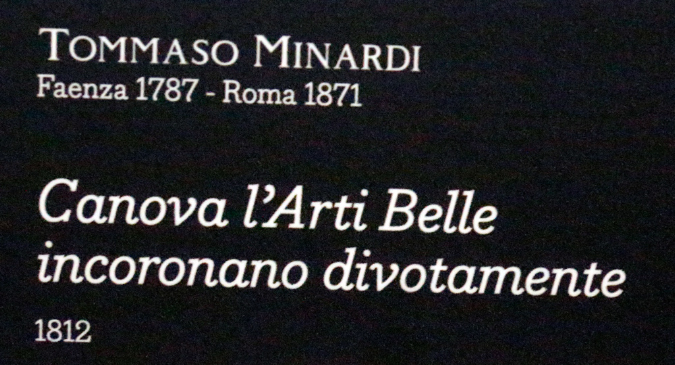 TOMMASO MINARDI
Faenza 1787 - Roma 1871
Canova l'Arti Belle
incoronano divotamente
1812